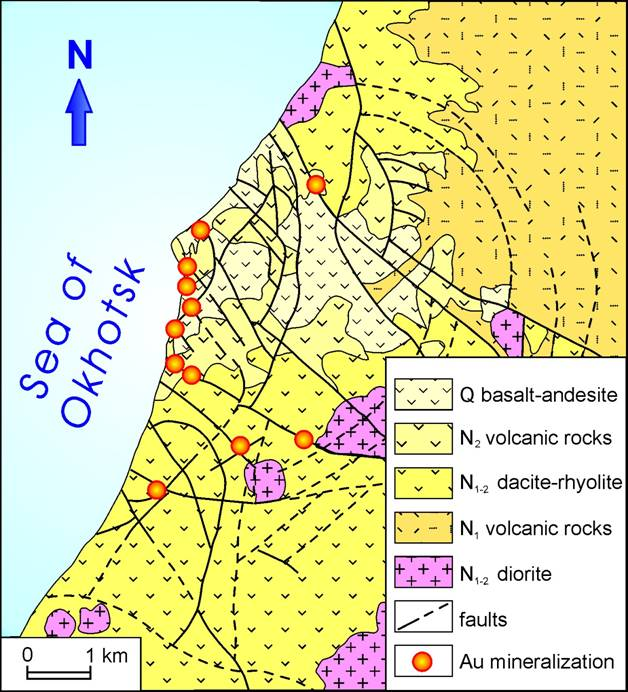 N
Sea of
Okhotsk
Q basalt-andesite
N₂ volcanic rocks
N₁₋₂ dacite-rhyolite
N₁ volcanic rocks
N₁₋₂ diorite
faults
Au mineralization
0 1 km